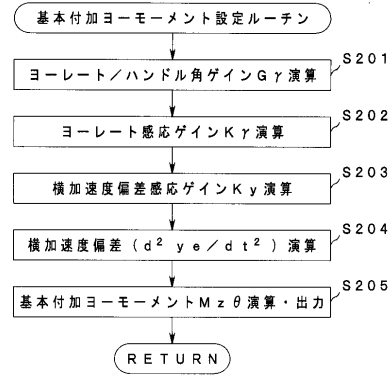 基本付加ヨーモーメント設定ルーチン
S201
ヨーレート/ハンドル角ゲインGγ演算
S202
ヨーレート感応ゲインKγ演算
S203
横加速度偏差感応ゲインKy演算
S204
横加速度偏差(d² ye/dt²)演算
S205
基本付加ヨーモーメントMzθ演算・出力
RETURN